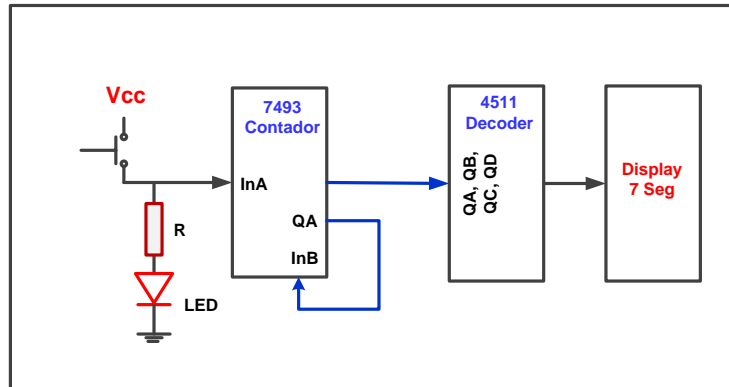 Vcc
R
LED
7493
Contador
InA
QA
InB
4511
Decoder
QA, QB,
QC, QD
Display
7 Seg